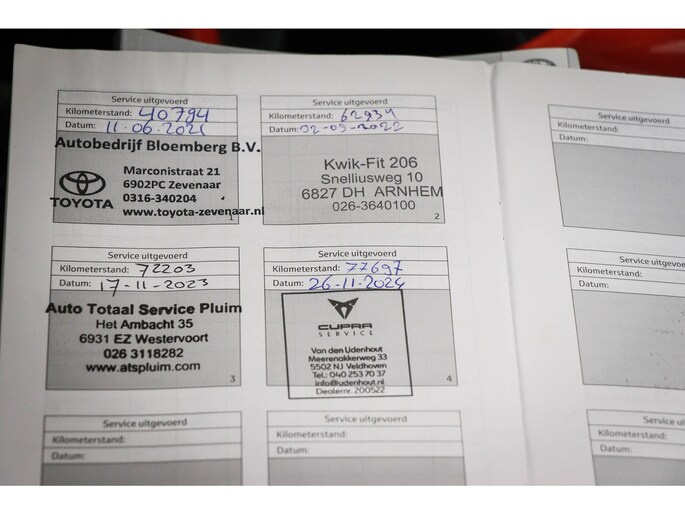 Service uitgevoerd
Kilometerstand: 40794
Datum: 11-06-2021
Autobedrijf Bloemberg B.V.
TOYOTA
Marconistraat 21
6902PC Zevenaar
0316-340204
www.toyota-zevenaar.nl
1
Service uitgevoerd
Kilometerstand: 62931
Datum: 02-09-2022
Kwik-Fit 206
Snelliusweg 10
6827 DH ARNHEM
026-3640100
2
Service uitgevoerd
Kilometerstand:
Datum:
Service uitgevoerd
Kilometerstand: 72203
Datum: 17-11-2023
Auto Totaal Service Pluim
Het Ambacht 35
6931 EZ Westervoort
026 3118282
www.atspluim.com
3
Service uitgevoerd
Kilometerstand: 77697
Datum: 26-11-2024
CUPRA
SERVICE
Van den Udenhout
Meerenakkerweg 33
5502 NJ Veldhoven
Tel.: 040 253 70 37
info@udenhout.nl
Dealernr. 200522
4
Service uitgevoerd
Kilometerstand:
Datum:
Service uitgevoerd
Kilometerstand:
Datum:
Service uitgevoerd
Kilometerstand:
Datum:
Service uitgevoerd
Kilometerstand:
Datum: